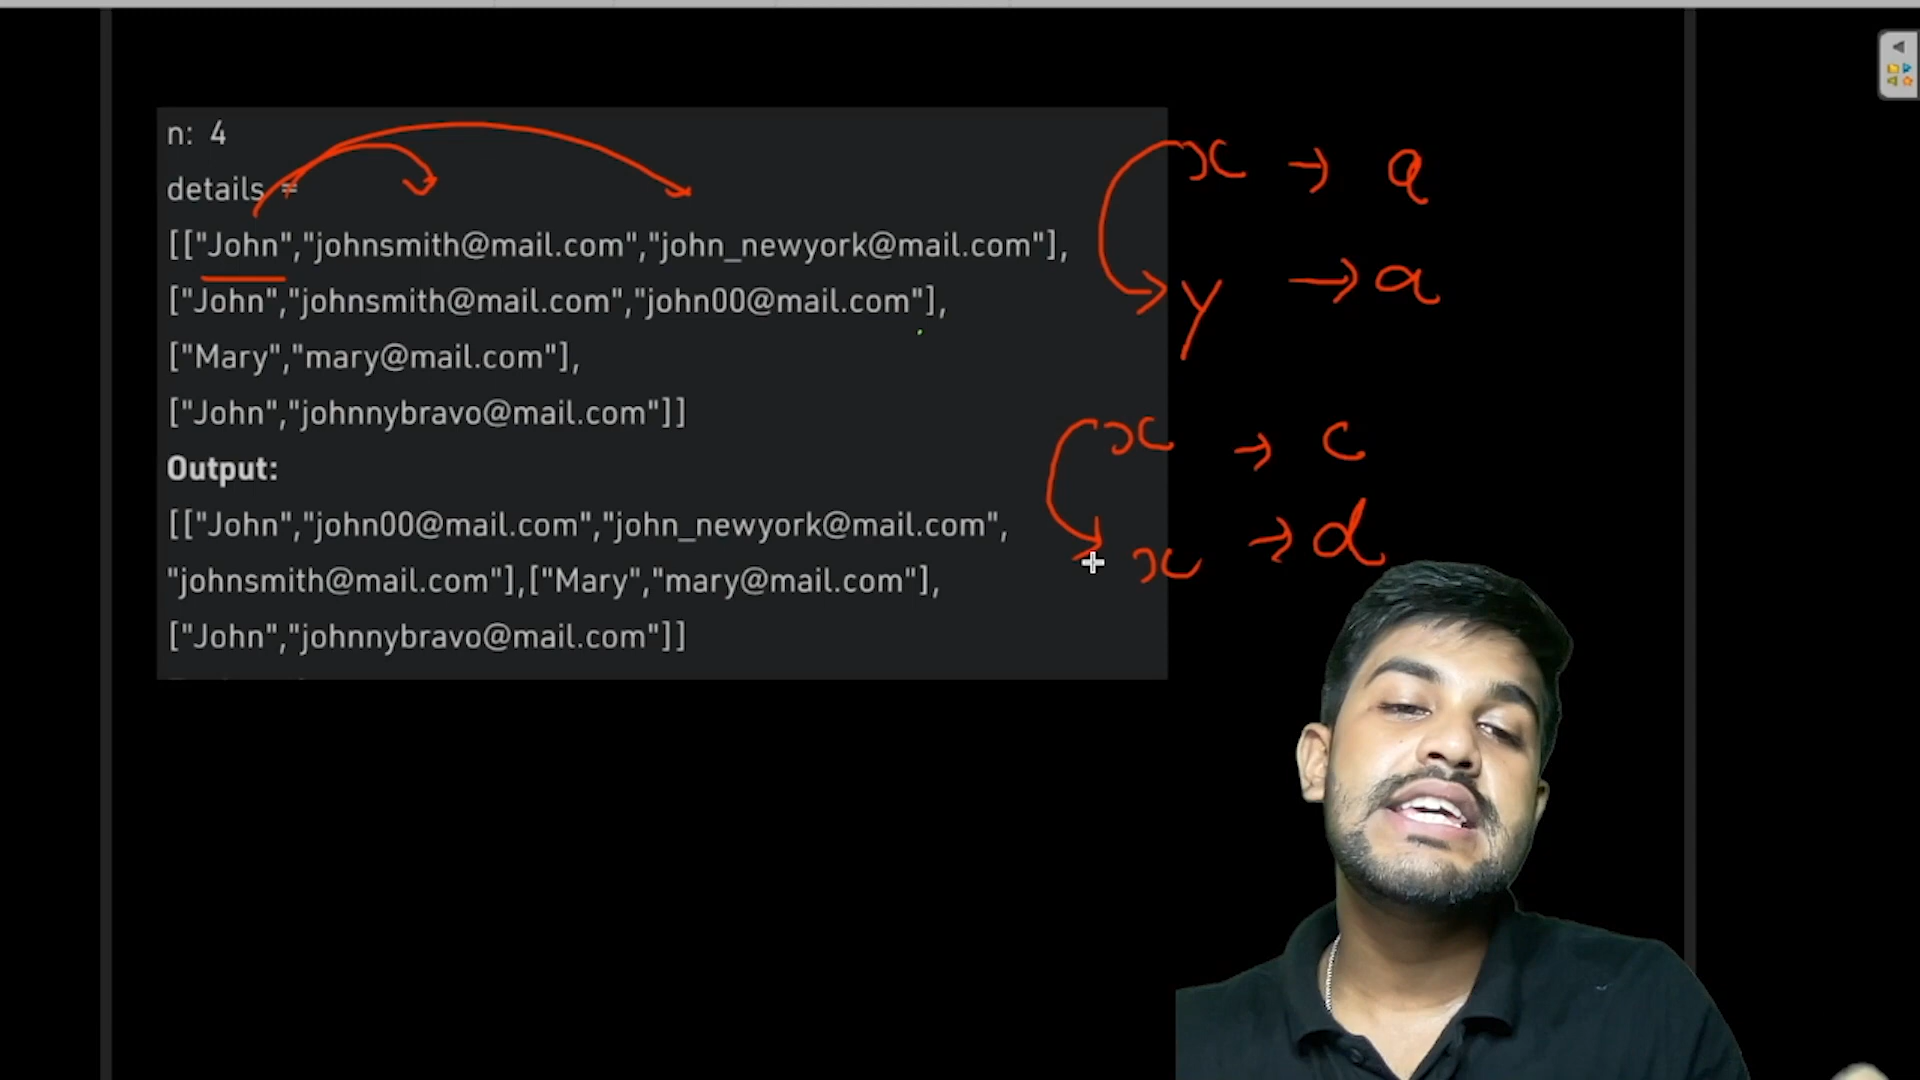 n: 4
details =
[["John","johnsmith@mail.com","john_newyork@mail.com"],
["John","johnsmith@mail.com","john00@mail.com"],
["Mary","mary@mail.com"],
["John","johnnybravo@mail.com"]]
Output:
[["John","john00@mail.com","john_newyork@mail.com",
"johnsmith@mail.com"],["Mary","mary@mail.com"],
["John","johnnybravo@mail.com"]]
x → a
y → a
x → c
x → d